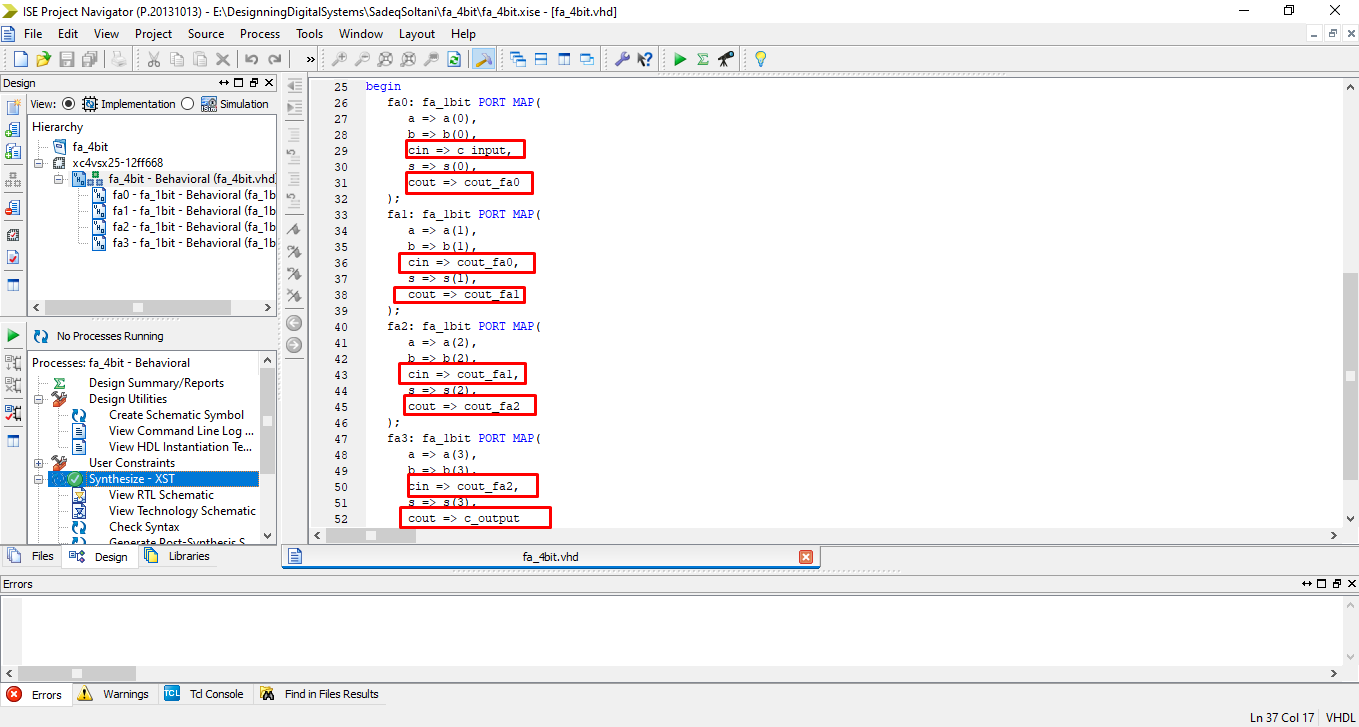 ISE Project Navigator (P.20131013) - E:\DesignningDigitalSystems\SadeqSoltani\fa_4bit\fa_4bit.xise - [fa_4bit.vhd]
File Edit View Project Source Process Tools Window Layout Help
Design
View: Implementation Simulation
Hierarchy
fa_4bit
xc4vsx25-12ff668
fa_4bit - Behavioral (fa_4bit.vhd
fa0 - fa_1bit - Behavioral (fa_1b
fa1 - fa_1bit - Behavioral (fa_1b
fa2 - fa_1bit - Behavioral (fa_1b
fa3 - fa_1bit - Behavioral (fa_1b
No Processes Running
Processes: fa_4bit - Behavioral
Design Summary/Reports
Design Utilities
Create Schematic Symbol
View Command Line Log ...
View HDL Instantiation Te...
User Constraints
Synthesize - XST
View RTL Schematic
View Technology Schematic
Check Syntax
Generate Post-Synthesis S
Files Design Libraries
25 begin
26 fa0: fa_1bit PORT MAP(
27 a => a(0),
28 b => b(0),
29 cin => c_input,
30 s => s(0),
31 cout => cout_fa0
32 );
33 fa1: fa_1bit PORT MAP(
34 a => a(1),
35 b => b(1),
36 cin => cout_fa0,
37 s => s(1),
38 cout => cout_fa1
39 );
40 fa2: fa_1bit PORT MAP(
41 a => a(2),
42 b => b(2),
43 cin => cout_fa1,
44 s => s(2),
45 cout => cout_fa2
46 );
47 fa3: fa_1bit PORT MAP(
48 a => a(3),
49 b => b(3),
50 cin => cout_fa2,
51 s => s(3),
52 cout => c_output
fa_4bit.vhd
Errors
Errors Warnings TCL Tcl Console Find in Files Results
Ln 37 Col 17 VHDL